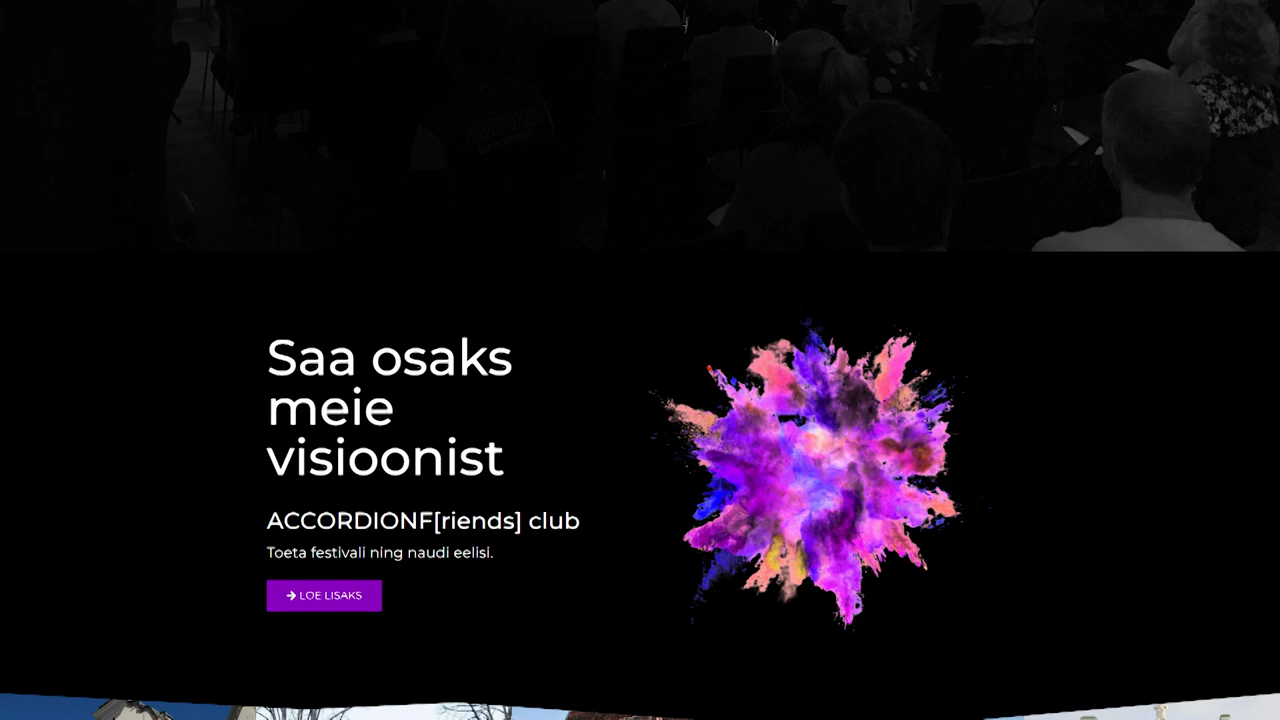 Saa osaks
meie
visioonist
ACCORDIONF[riends] club
Toeta festivali ning naudi eelisi.
→ LOE LISAKS